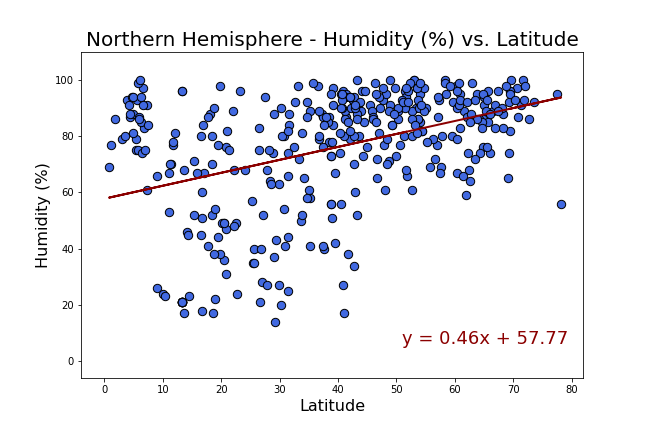 Northern Hemisphere - Humidity (%) vs. Latitude
100
80
60
40
20
0
Humidity (%)
y = 0.46x + 57.77
0 10 20 30 40 50 60 70 80
Latitude